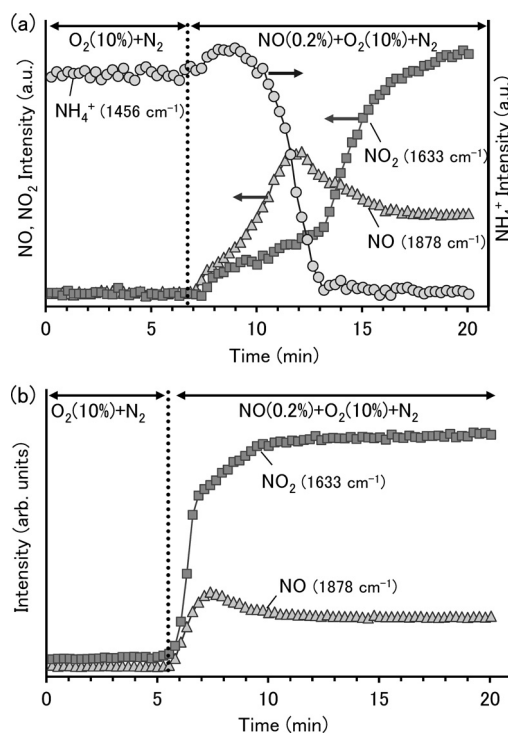 (a)
O₂(10%)+N₂
NO(0.2%)+O₂(10%)+N₂
NH₄⁺ (1456 cm⁻¹)
NO₂ (1633 cm⁻¹)
NO (1878 cm⁻¹)
NO, NO₂ Intensity (a.u.)
NH₄⁺ Intensity (a.u.)
0 5 10 15 20
Time (min)
(b)
O₂(10%)+N₂
NO(0.2%)+O₂(10%)+N₂
NO₂ (1633 cm⁻¹)
NO (1878 cm⁻¹)
Intensity (arb. units)
0 5 10 15 20
Time (min)